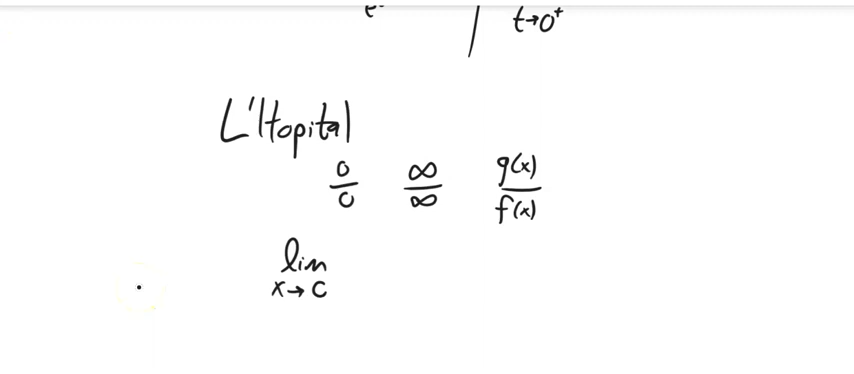 t→0⁺
L'Hopital
0/0 ∞/∞ g(x)/f(x)
lim
x→c